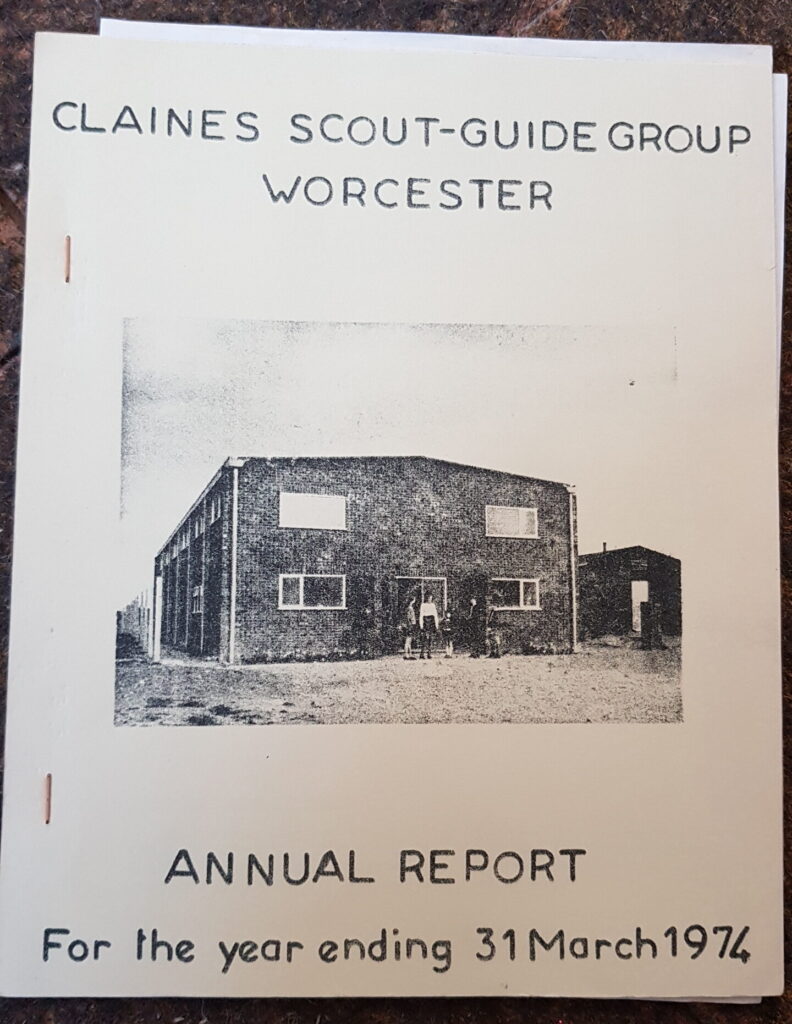 CLAINES SCOUT-GUIDE GROUP
WORCESTER
ANNUAL REPORT
For the year ending 31 March 1974